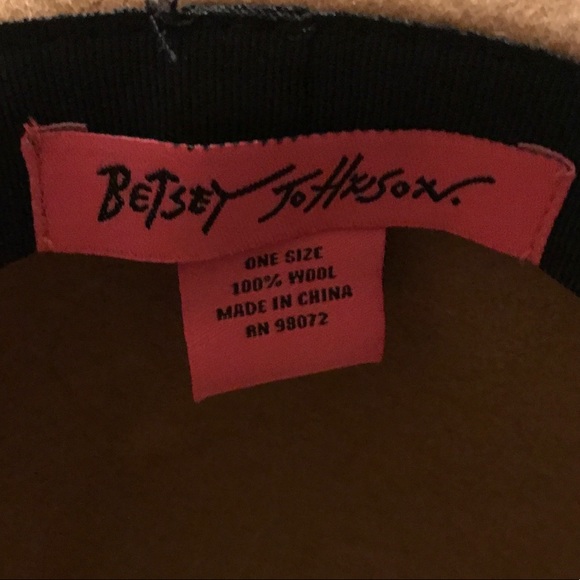 BETSEY JOHNSON.
ONE SIZE
100% WOOL
MADE IN CHINA
RN 98072